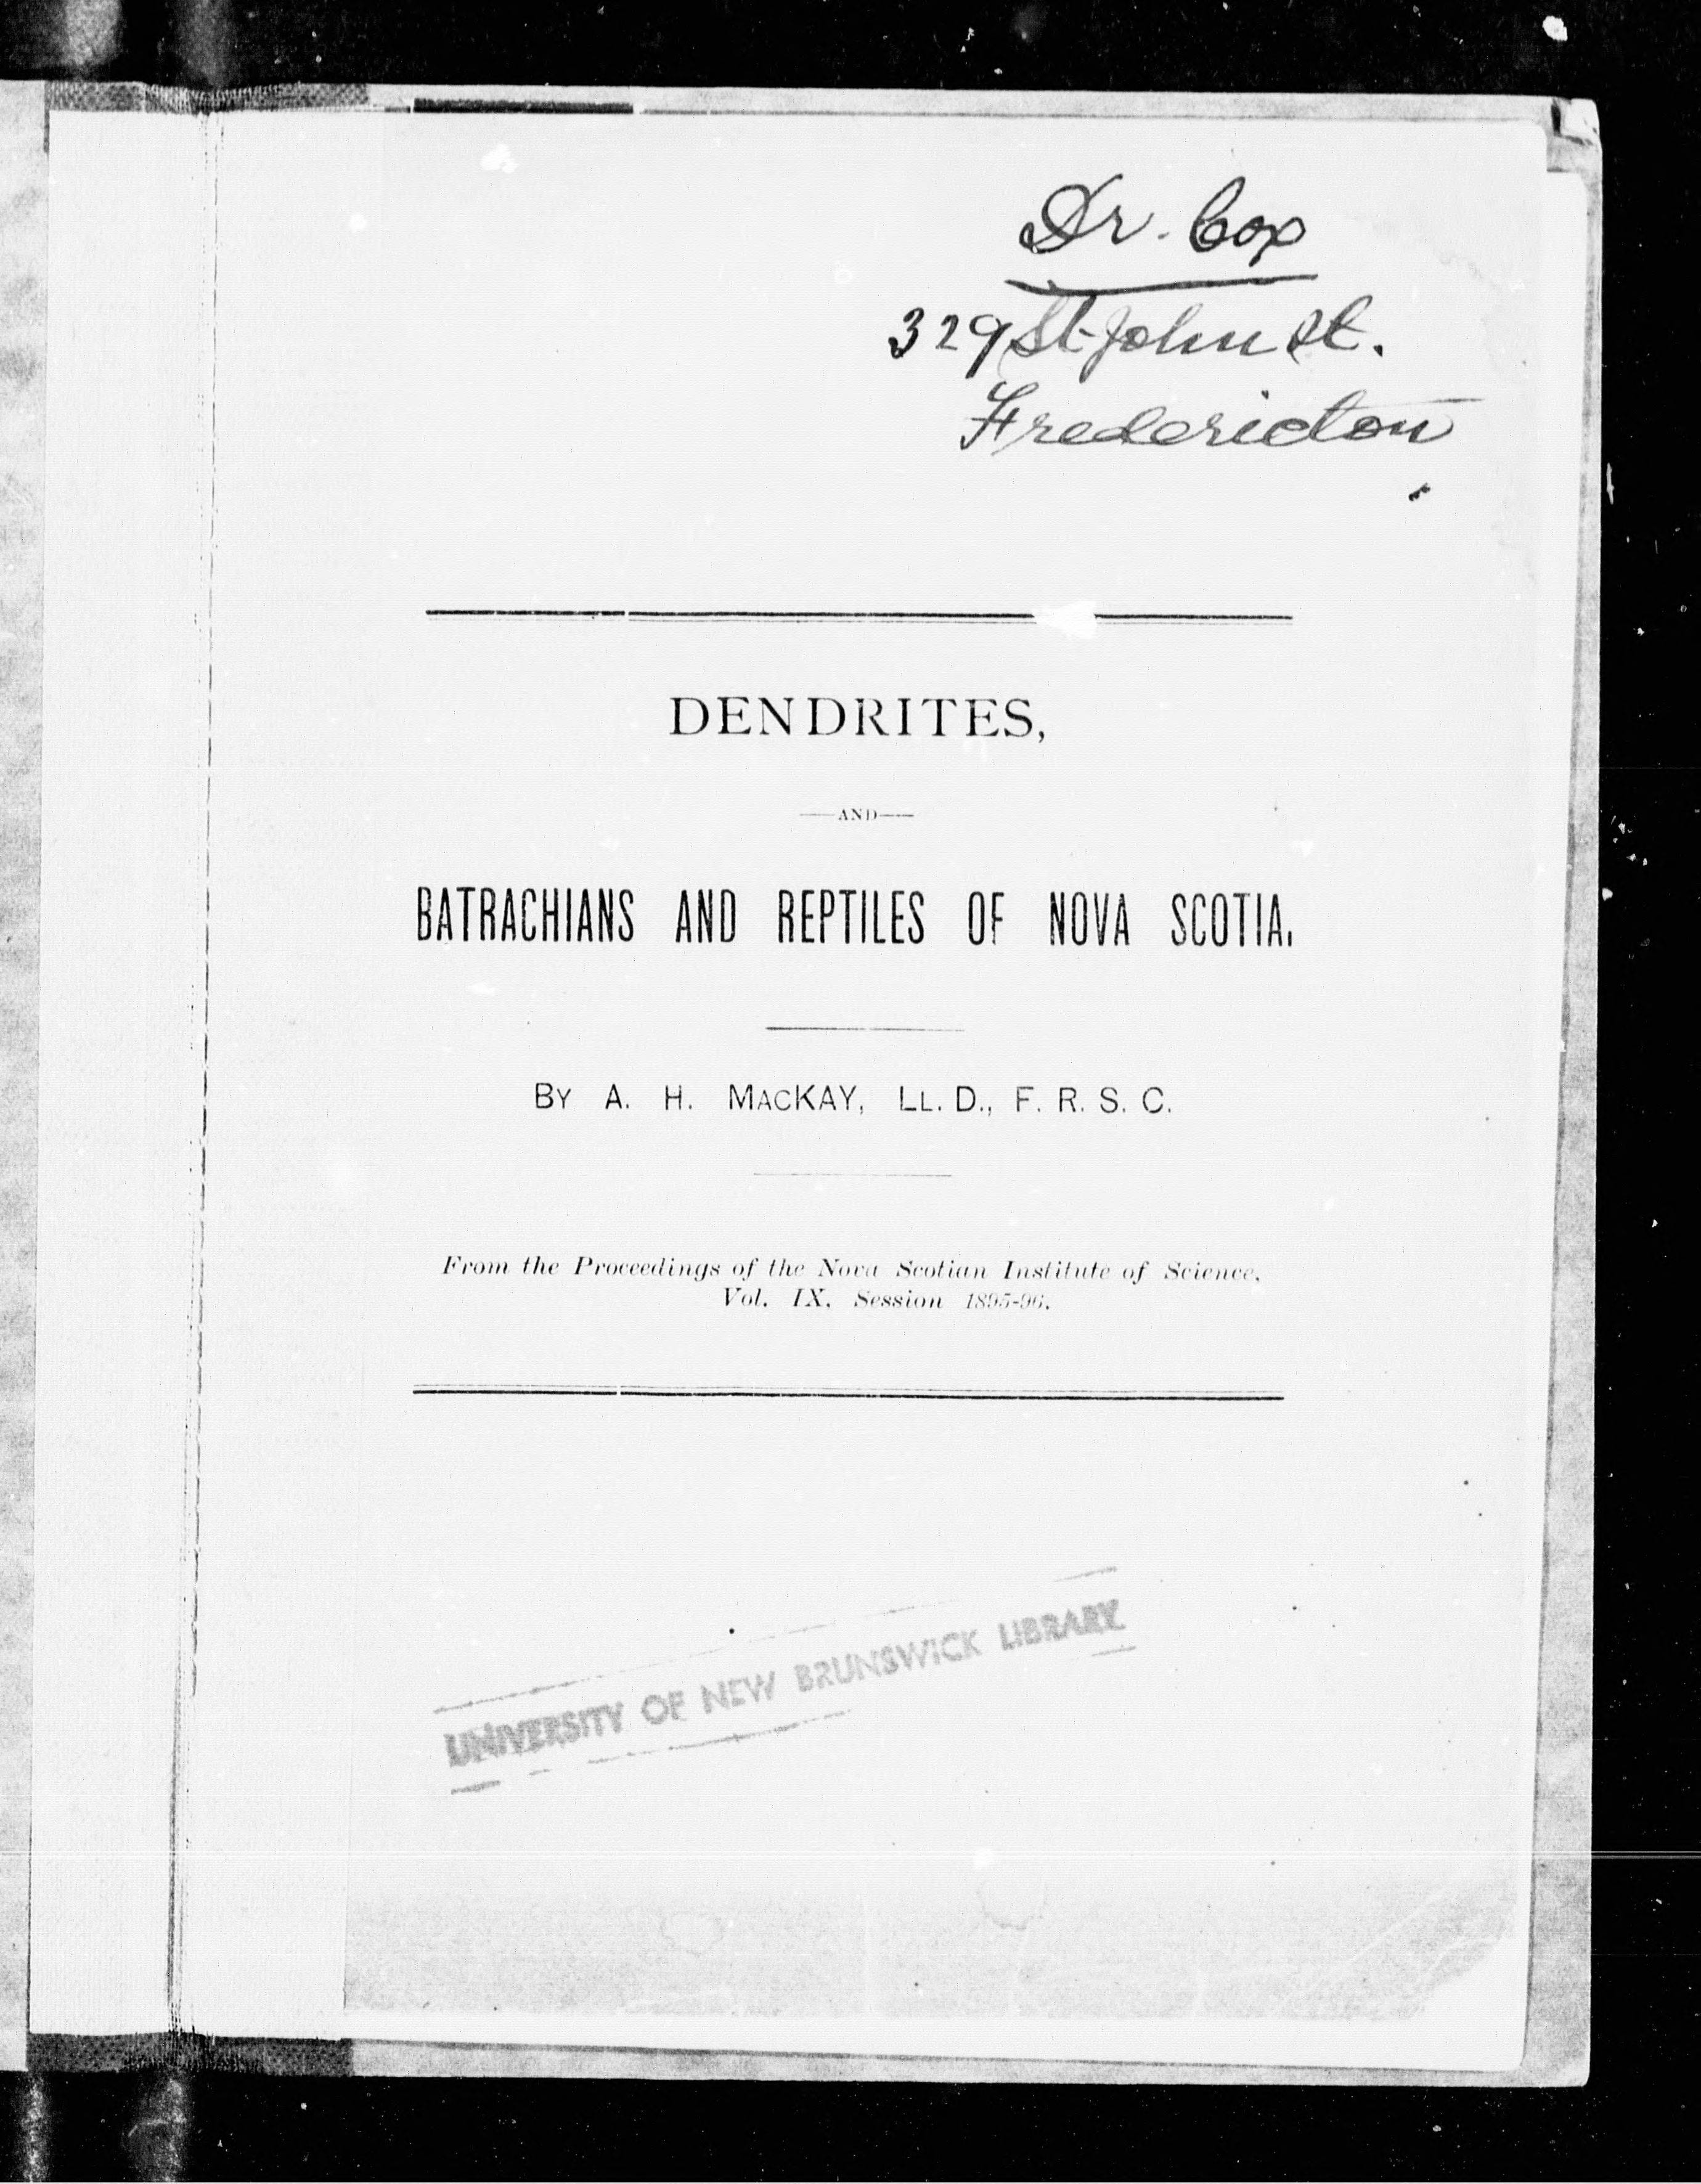 Dr. Cox
329 St. John St.
Fredericton
DENDRITES,
—AND—
BATRACHIANS AND REPTILES OF NOVA SCOTIA.
BY A. H. MACKAY, LL. D., F. R. S. C.
From the Proceedings of the Nova Scotian Institute of Science,
Vol. IX, Session 1895-96.
UNIVERSITY OF NEW BRUNSWICK LIBRARY